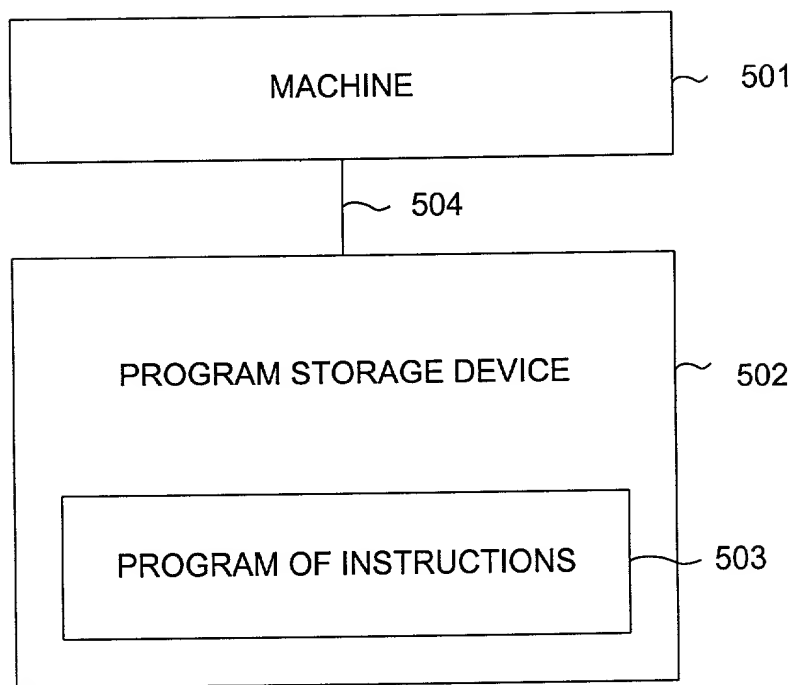 MACHINE
501
504
PROGRAM STORAGE DEVICE
502
PROGRAM OF INSTRUCTIONS
503